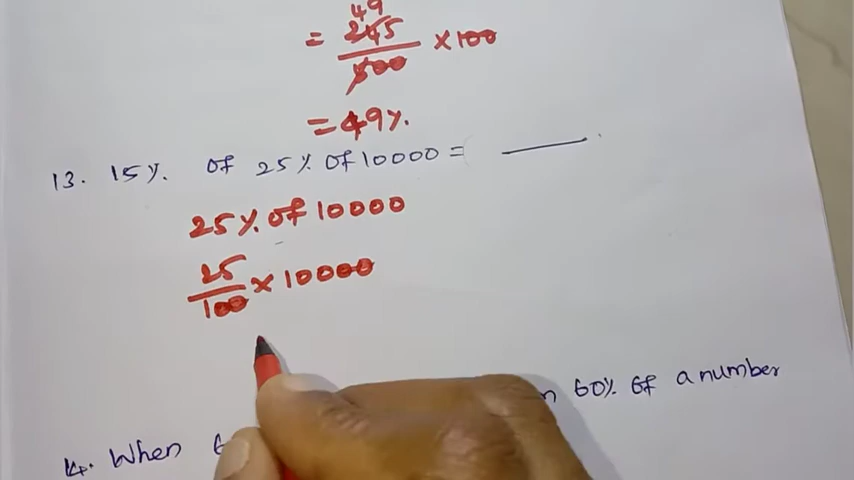 49
= 245/500 × 100
= 49%.
13. 15%. Of 25% Of 10000 =
25% Of 10000
25/100 × 10000
14. When 60% Of a number